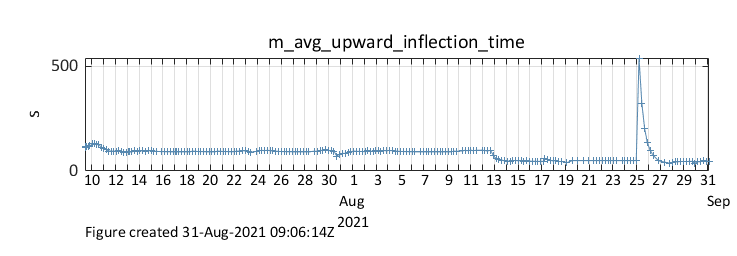 m_avg_upward_inflection_time
500
s
0
10 12 14 16 18 20 22 24 26 28 30 1 3 5 7 9 11 13 15 17 19 21 23 25 27 29 31
Aug Sep
2021
Figure created 31-Aug-2021 09:06:14Z